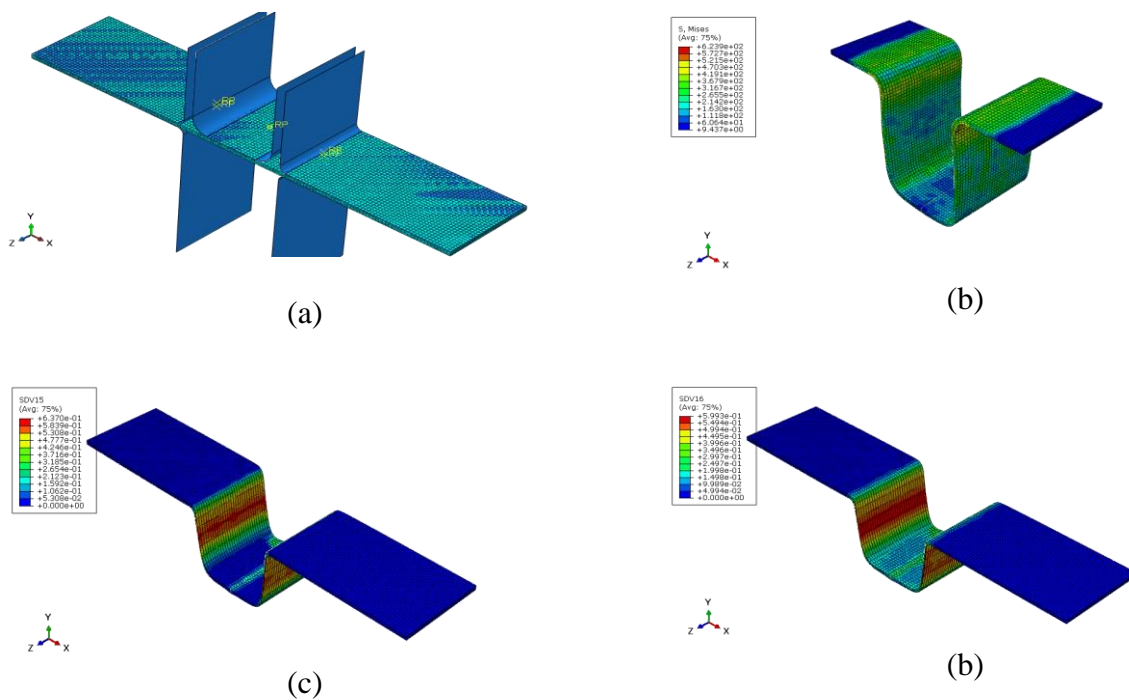 RP
RP
RP
RP
Y
Z
X
(a)
S, Mises
(Avg: 75%)
+6.239e+02
+5.727e+02
+5.215e+02
+4.703e+02
+4.191e+02
+3.679e+02
+3.167e+02
+2.655e+02
+2.142e+02
+1.630e+02
+1.118e+02
+6.064e+01
+9.437e+00
Y
Z
X
(b)
SDV15
(Avg: 75%)
+6.370e-01
+5.839e-01
+5.308e-01
+4.777e-01
+4.246e-01
+3.716e-01
+3.185e-01
+2.654e-01
+2.123e-01
+1.592e-01
+1.062e-01
+5.308e-02
+0.000e+00
Y
Z
X
(c)
SDV16
(Avg: 75%)
+5.993e-01
+5.494e-01
+4.994e-01
+4.495e-01
+3.996e-01
+3.496e-01
+2.997e-01
+2.497e-01
+1.998e-01
+1.498e-01
+9.989e-02
+4.994e-02
+0.000e+00
Y
Z
X
(b)